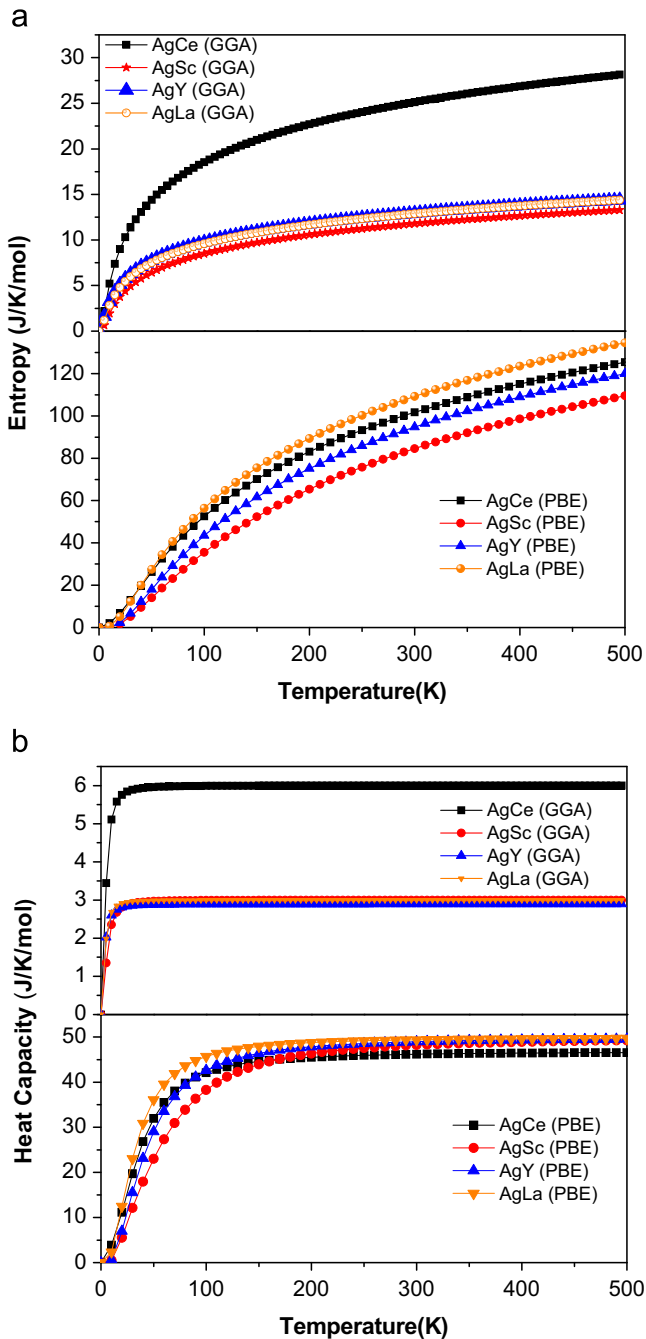 a
AgCe (GGA)
AgSc (GGA)
AgY (GGA)
AgLa (GGA)
30
25
20
15
10
5
0
Entropy (J/K/mol)
120
100
80
60
40
20
0
AgCe (PBE)
AgSc (PBE)
AgY (PBE)
AgLa (PBE)
0 100 200 300 400 500
Temperature(K)
b
6
5
4
3
2
1
0
AgCe (GGA)
AgSc (GGA)
AgY (GGA)
AgLa (GGA)
Heat Capacity (J/K/mol)
50
40
30
20
10
0
AgCe (PBE)
AgSc (PBE)
AgY (PBE)
AgLa (PBE)
0 100 200 300 400 500
Temperature(K)